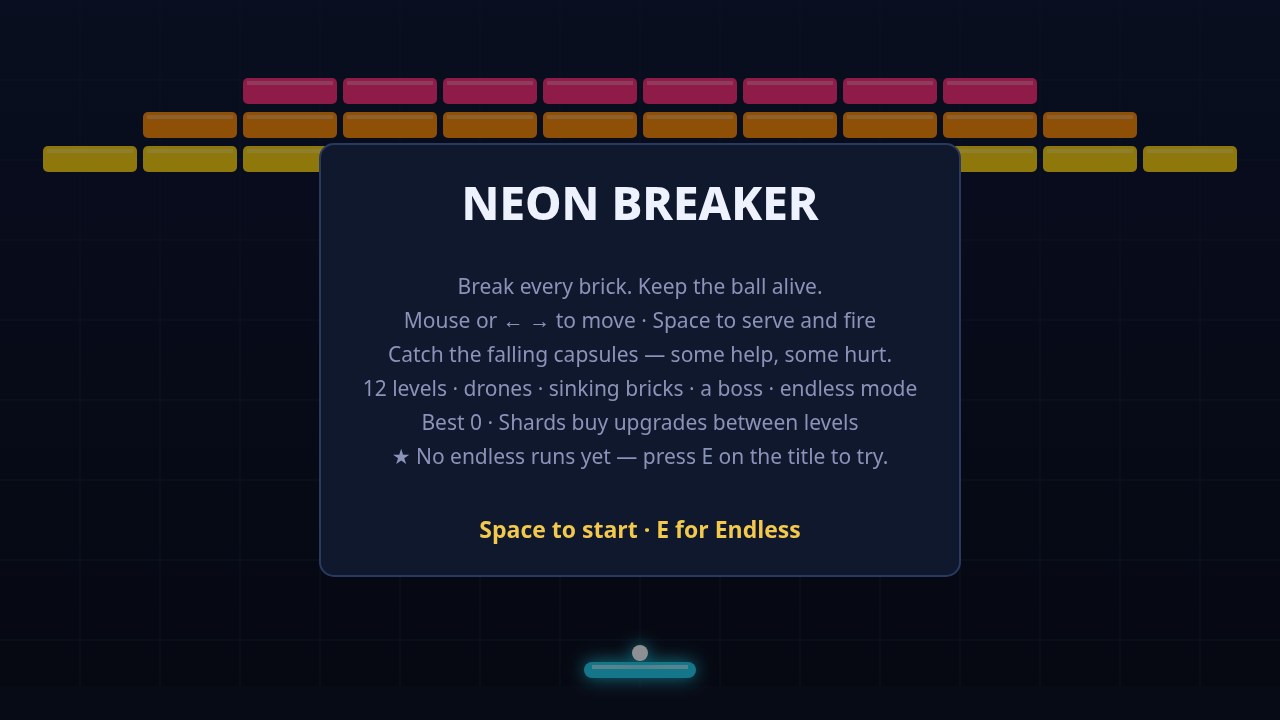 NEON BREAKER
Break every brick. Keep the ball alive.
Mouse or ← → to move · Space to serve and fire
Catch the falling capsules — some help, some hurt.
12 levels · drones · sinking bricks · a boss · endless mode
Best 0 · Shards buy upgrades between levels
★ No endless runs yet — press E on the title to try.
Space to start · E for Endless